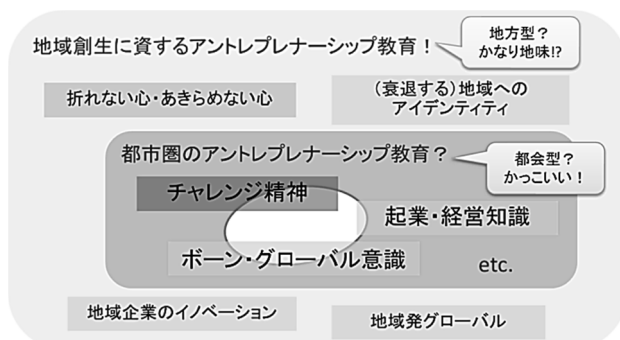 地域創生に資するアントレプレナーシップ教育！
地方型？
かなり地味!?
折れない心・あきらめない心
（衰退する）地域への
アイデンティティ
都市圏のアントレプレナーシップ教育？
都会型？
かっこいい！
チャレンジ精神
起業・経営知識
ボーン・グローバル意識
etc.
地域企業のイノベーション
地域発グローバル